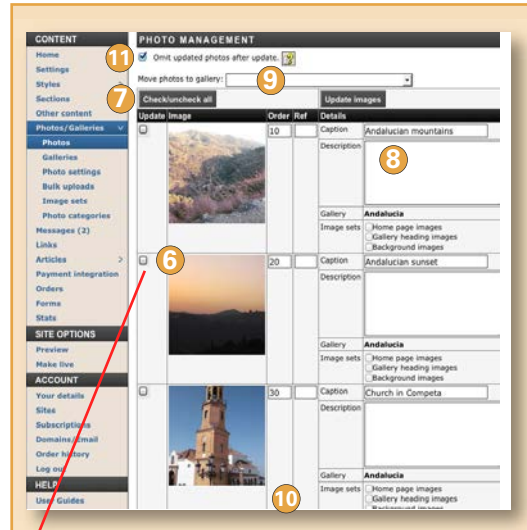 CONTENT
Home
Settings
Styles >
Sections
Other content
Photos/Galleries v
Photos
Galleries
Photo settings
Bulk uploads
Image sets
Photo categories
Messages (2)
Links
Articles >
Payment integration
Orders
Forms
Stats
SITE OPTIONS
Preview
Make live
ACCOUNT
Your details
Sites
Subscriptions
Domains/Email
Order history
Log out
HELP
User Guides
PHOTO MANAGEMENT
11 Omit updated photos after update. ?
Move photos to gallery: 9
7 Check/uncheck all Update images
Update Image Order Ref Details
10 Caption Andalucian mountains
Description 8
Gallery Andalucia
Image sets Home page images
Gallery heading images
Background images
6 20 Caption Andalucian sunset
Description
Gallery Andalucia
Image sets Home page images
Gallery heading images
Background images
30 Caption Church in Competa
Description
Gallery Andalucia
10 Image sets Home page images
Gallery heading images
Background images